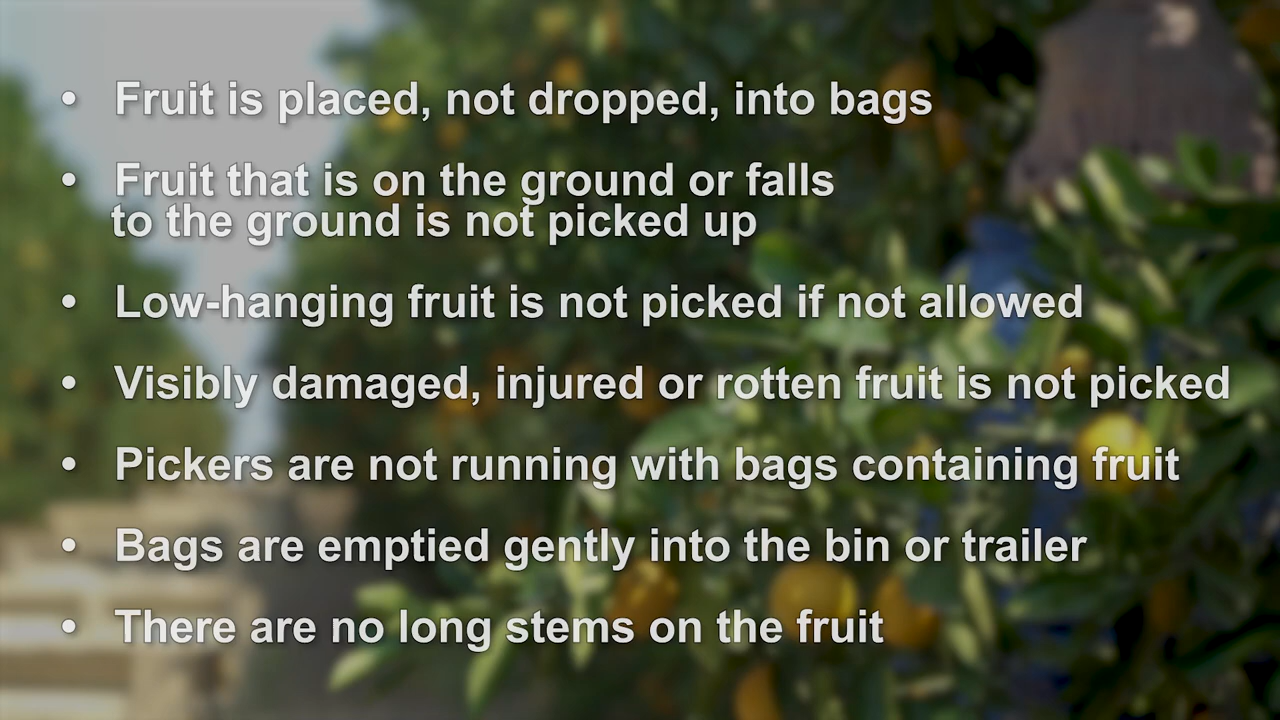 • Fruit is placed, not dropped, into bags
• Fruit that is on the ground or falls
to the ground is not picked up
• Low-hanging fruit is not picked if not allowed
• Visibly damaged, injured or rotten fruit is not picked
• Pickers are not running with bags containing fruit
• Bags are emptied gently into the bin or trailer
• There are no long stems on the fruit